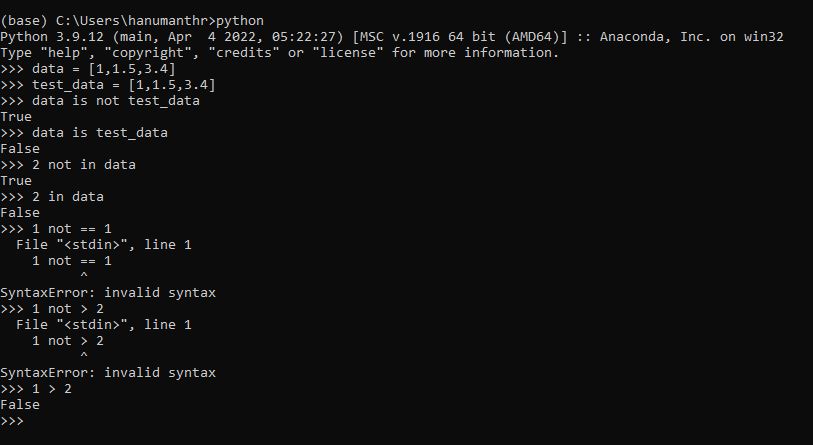 (base) C:\Users\hanumanthr>python
Python 3.9.12 (main, Apr  4 2022, 05:22:27) [MSC v.1916 64 bit (AMD64)] :: Anaconda, Inc. on win32
Type "help", "copyright", "credits" or "license" for more information.
>>> data = [1,1.5,3.4]
>>> test_data = [1,1.5,3.4]
>>> data is not test_data
True
>>> data is test_data
False
>>> 2 not in data
True
>>> 2 in data
False
>>> 1 not == 1
  File "<stdin>", line 1
    1 not == 1
          ^
SyntaxError: invalid syntax
>>> 1 not > 2
  File "<stdin>", line 1
    1 not > 2
          ^
SyntaxError: invalid syntax
>>> 1 > 2
False
>>>